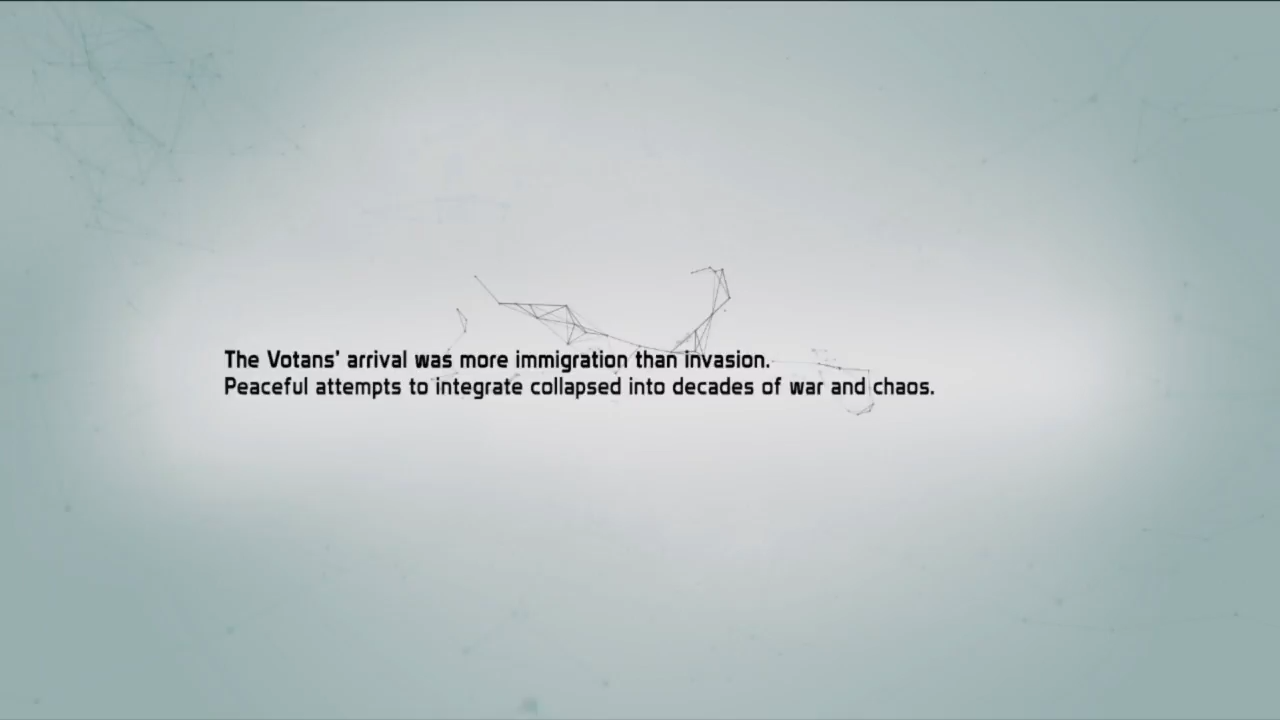 The Votans' arrival was more immigration than invasion.
Peaceful attempts to integrate collapsed into decades of war and chaos.